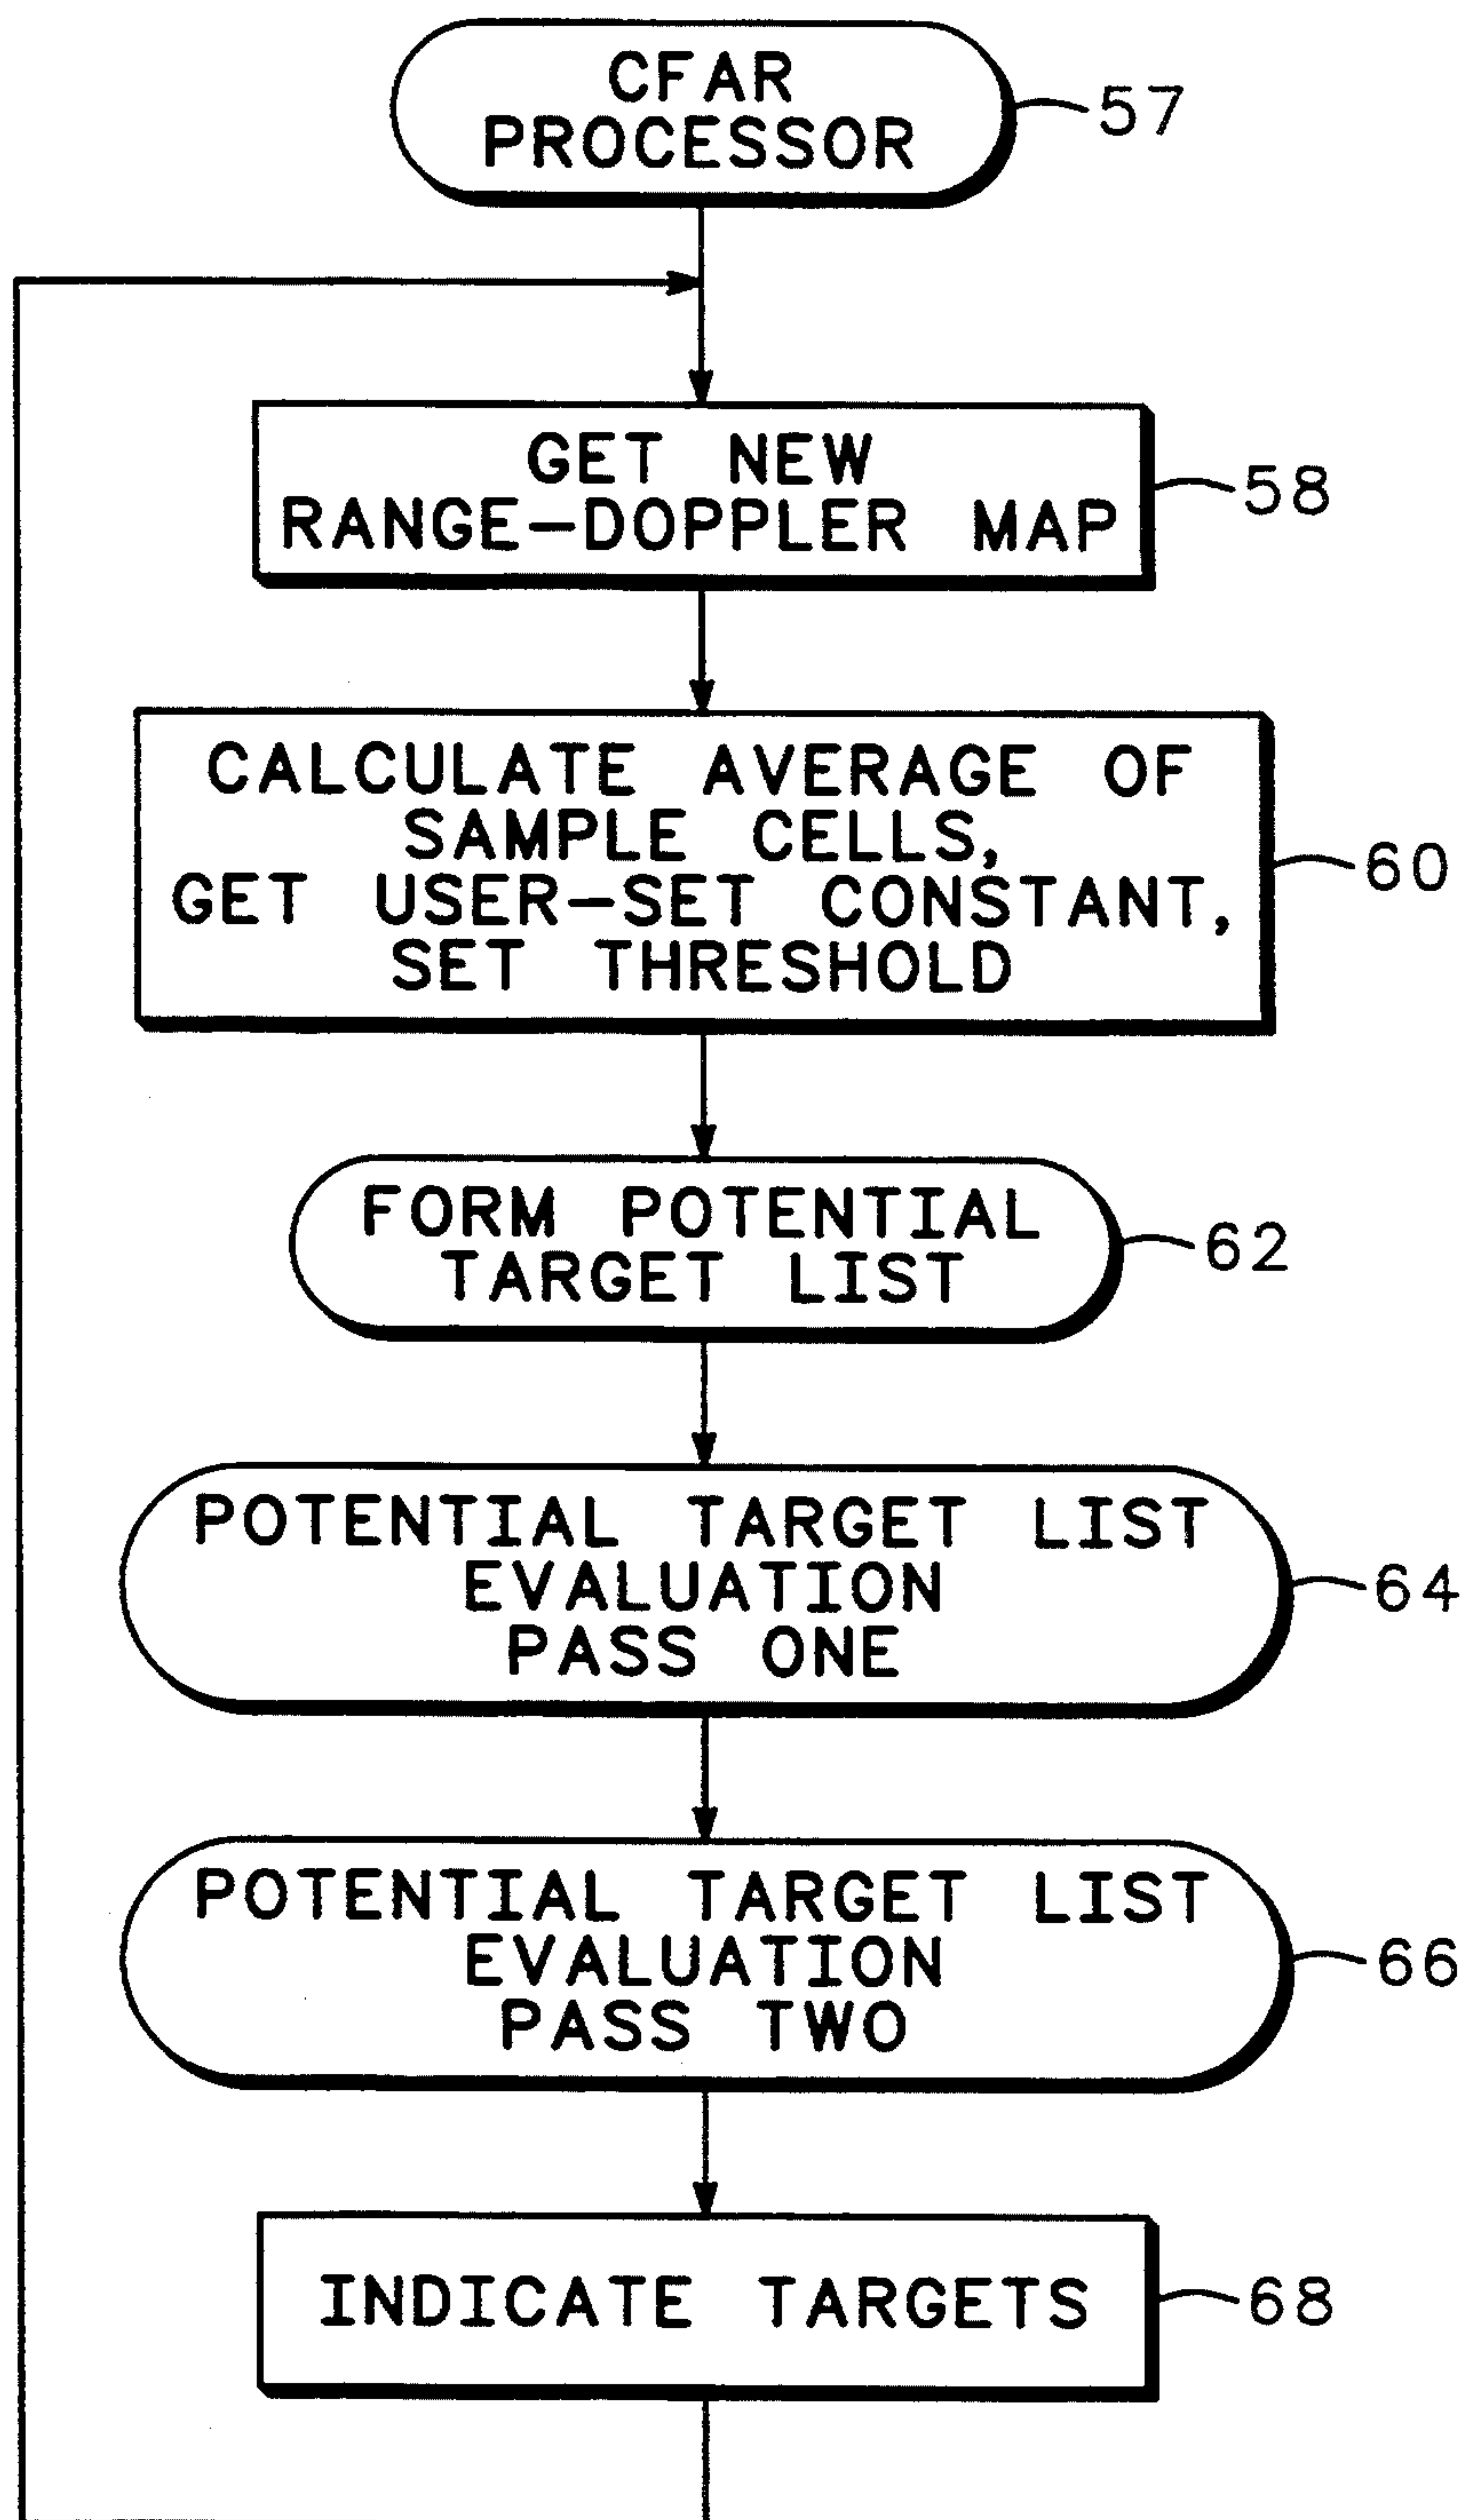 CFAR
PROCESSOR
57
GET NEW
RANGE-DOPPLER MAP
58
CALCULATE AVERAGE OF
SAMPLE CELLS,
GET USER-SET CONSTANT,
SET THRESHOLD
60
FORM POTENTIAL
TARGET LIST
62
POTENTIAL TARGET LIST
EVALUATION
PASS ONE
64
POTENTIAL TARGET LIST
EVALUATION
PASS TWO
66
INDICATE TARGETS
68